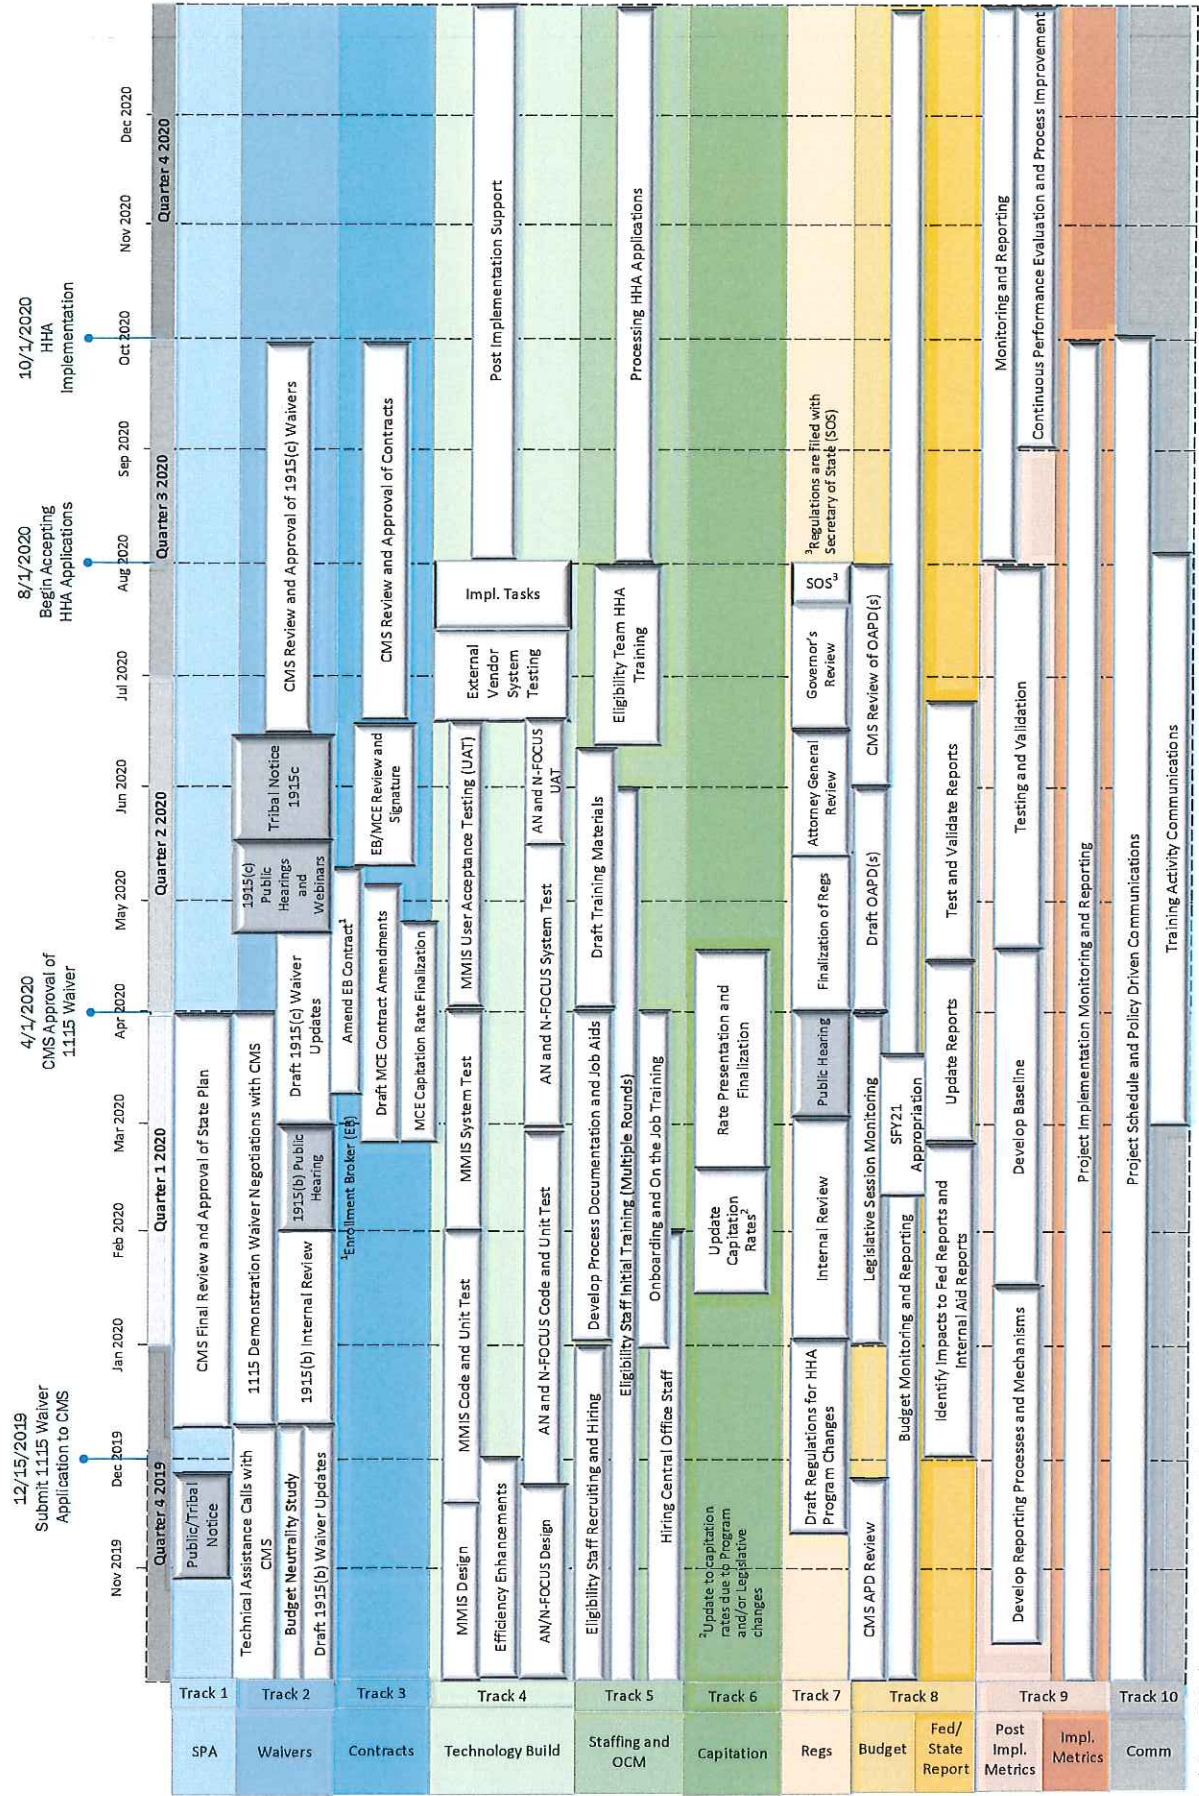 12/15/2019
Submit 1115 Waiver
Application to CMS
4/1/2020
CMS Approval of
1115 Waiver
8/1/2020
Begin Accepting
HHA Applications
10/1/2020
HHA
Implementation
Nov 2019
Dec 2019
Jan 2020
Feb 2020
Mar 2020
Apr 2020
May 2020
Jun 2020
Jul 2020
Aug 2020
Sep 2020
Oct 2020
Nov 2020
Dec 2020
Quarter 4 2019
Quarter 1 2020
Quarter 2 2020
Quarter 3 2020
Quarter 4 2020
SPA
Track 1
Public/Tribal
Notice
CMS Final Review and Approval of State Plan
Waivers
Track 2
Technical Assistance Calls with
CMS
1115 Demonstration Waiver Negotiations with CMS
Budget Neutrality Study
Draft 1915(b) Waiver Updates
1915(b) Internal Review
1915(b) Public
Hearing
Draft 1915(c) Waiver
Updates
1915(c)
Public
Hearings
and
Webinars
Tribal Notice
1915c
CMS Review and Approval of 1915(c) Waivers
Contracts
Track 3
¹Enrollment Broker (EB)
Amend EB Contract¹
Draft MCE Contract Amendments
MCE Capitation Rate Finalization
EB/MCE Review and
Signature
CMS Review and Approval of Contracts
Technology Build
Track 4
MMIS Design
MMIS Code and Unit Test
MMIS System Test
MMIS User Acceptance Testing (UAT)
Efficiency Enhancements
AN/N-FOCUS Design
AN and N-FOCUS Code and Unit Test
AN and N-FOCUS System Test
AN and N-FOCUS
UAT
External
Vendor
System
Testing
Impl. Tasks
Post Implementation Support
Staffing and
OCM
Track 5
Eligibility Staff Recruiting and Hiring
Develop Process Documentation and Job Aids
Draft Training Materials
Eligibility Staff Initial Training (Multiple Rounds)
Hiring Central Office Staff
Onboarding and On the Job Training
Eligibility Team HHA
Training
Processing HHA Applications
Capitation
Track 6
²Update to capitation
rates due to Program
and/or Legislative
changes
Update
Capitation
Rates²
Rate Presentation and
Finalization
Regs
Track 7
Draft Regulations for HHA
Program Changes
Internal Review
Public Hearing
Finalization of Regs
Attorney General
Review
Governor's
Review
SOS³
³Regulations are filed with
Secretary of State (SOS)
Budget
Fed/
State
Report
Track 8
CMS APD Review
Legislative Session Monitoring
Draft OAPD(s)
CMS Review of OAPD(s)
Budget Monitoring and Reporting
SFY21
Appropriation
Identify Impacts to Fed Reports and
Internal Aid Reports
Update Reports
Test and Validate Reports
Post
Impl.
Metrics
Impl.
Metrics
Track 9
Develop Reporting Processes and Mechanisms
Develop Baseline
Testing and Validation
Monitoring and Reporting
Continuous Performance Evaluation and Process Improvement
Project Implementation Monitoring and Reporting
Comm
Track 10
Project Schedule and Policy Driven Communications
Training Activity Communications